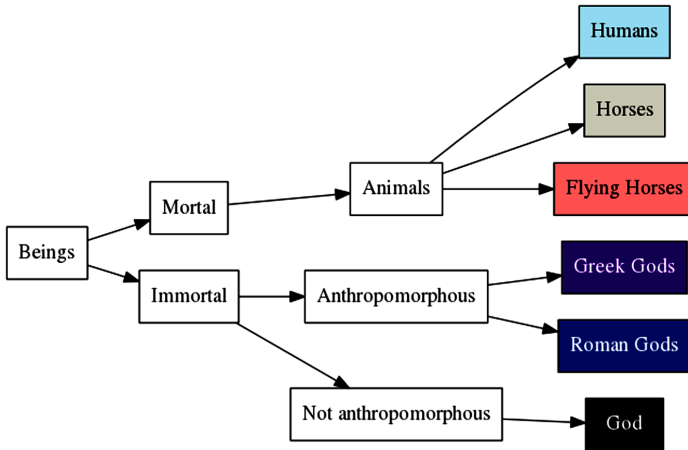 Humans
Horses
Animals
Flying Horses
Mortal
Beings
Greek Gods
Immortal
Anthropomorphous
Roman Gods
Not anthropomorphous
God